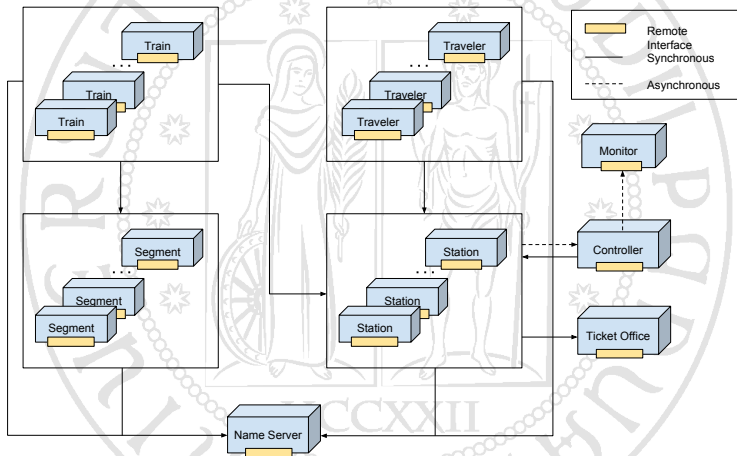 Train
. . .
Train
Train
Traveler
. . .
Traveler
Traveler
Remote
Interface
Synchronous
Asynchronous
Monitor
Segment
. . .
Segment
Segment
Station
. . .
Station
Station
Controller
Ticket Office
Name Server
MCCXXII